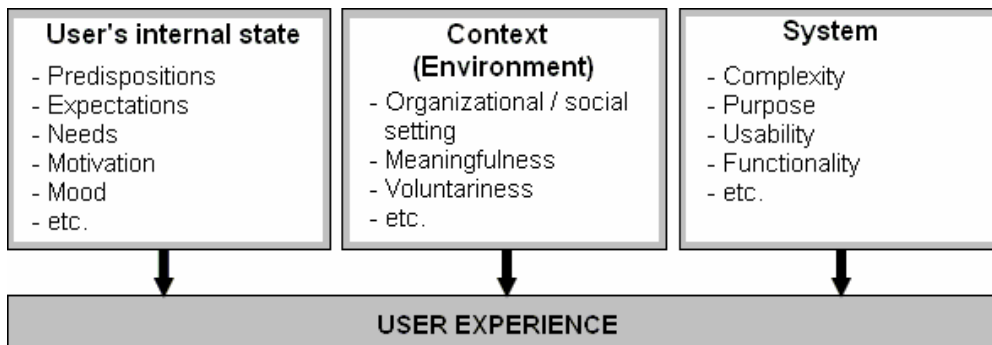 User's internal state
- Predispositions
- Expectations
- Needs
- Motivation
- Mood
- etc.
Context
(Environment)
- Organizational / social
setting
- Meaningfulness
- Voluntariness
- etc.
System
- Complexity
- Purpose
- Usability
- Functionality
- etc.
USER EXPERIENCE